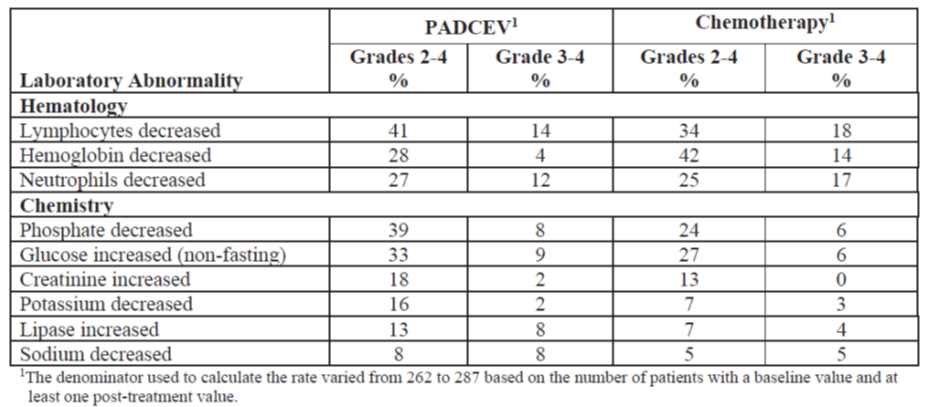 PADCEV¹ Chemotherapy¹
Laboratory Abnormality Grades 2-4 % Grade 3-4 % Grades 2-4 % Grade 3-4 %
Hematology
Lymphocytes decreased 41 14 34 18
Hemoglobin decreased 28 4 42 14
Neutrophils decreased 27 12 25 17
Chemistry
Phosphate decreased 39 8 24 6
Glucose increased (non-fasting) 33 9 27 6
Creatinine increased 18 2 13 0
Potassium decreased 16 2 7 3
Lipase increased 13 8 7 4
Sodium decreased 8 8 5 5
¹The denominator used to calculate the rate varied from 262 to 287 based on the number of patients with a baseline value and at
least one post-treatment value.